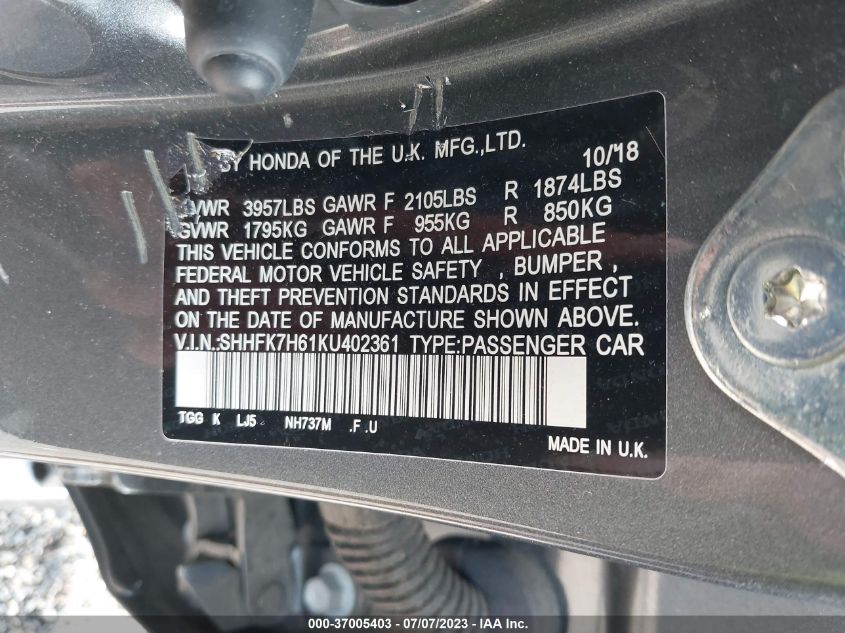 BY HONDA OF THE U.K. MFG.,LTD. 10/18
GVWR 3957LBS GAWR F 2105LBS R 1874LBS
GVWR 1795KG GAWR F 955KG R 850KG
THIS VEHICLE CONFORMS TO ALL APPLICABLE
FEDERAL MOTOR VEHICLE SAFETY , BUMPER ,
AND THEFT PREVENTION STANDARDS IN EFFECT
ON THE DATE OF MANUFACTURE SHOWN ABOVE.
V.I.N.:SHHFK7H61KU402361 TYPE:PASSENGER CAR
TGG K LJ5 NH737M .F .U
MADE IN U.K.
000-37005403 - 07/07/2023 - IAA Inc.